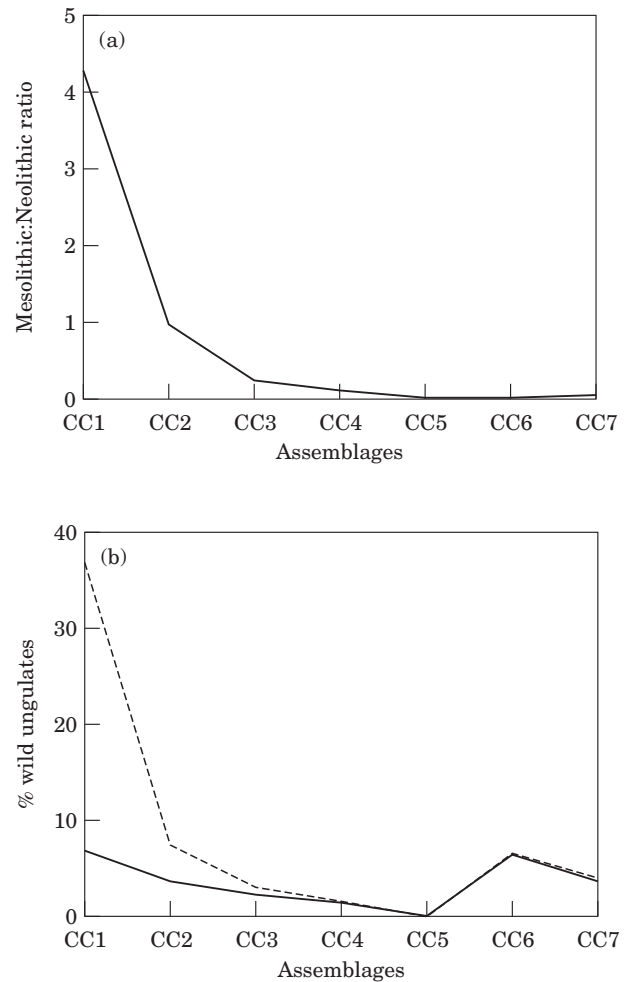 (a)
Mesolithic:Neolithic ratio
5
4
3
2
1
0
CC1 CC2 CC3 CC4 CC5 CC6 CC7
Assemblages
(b)
% wild ungulates
40
30
20
10
0
CC1 CC2 CC3 CC4 CC5 CC6 CC7
Assemblages